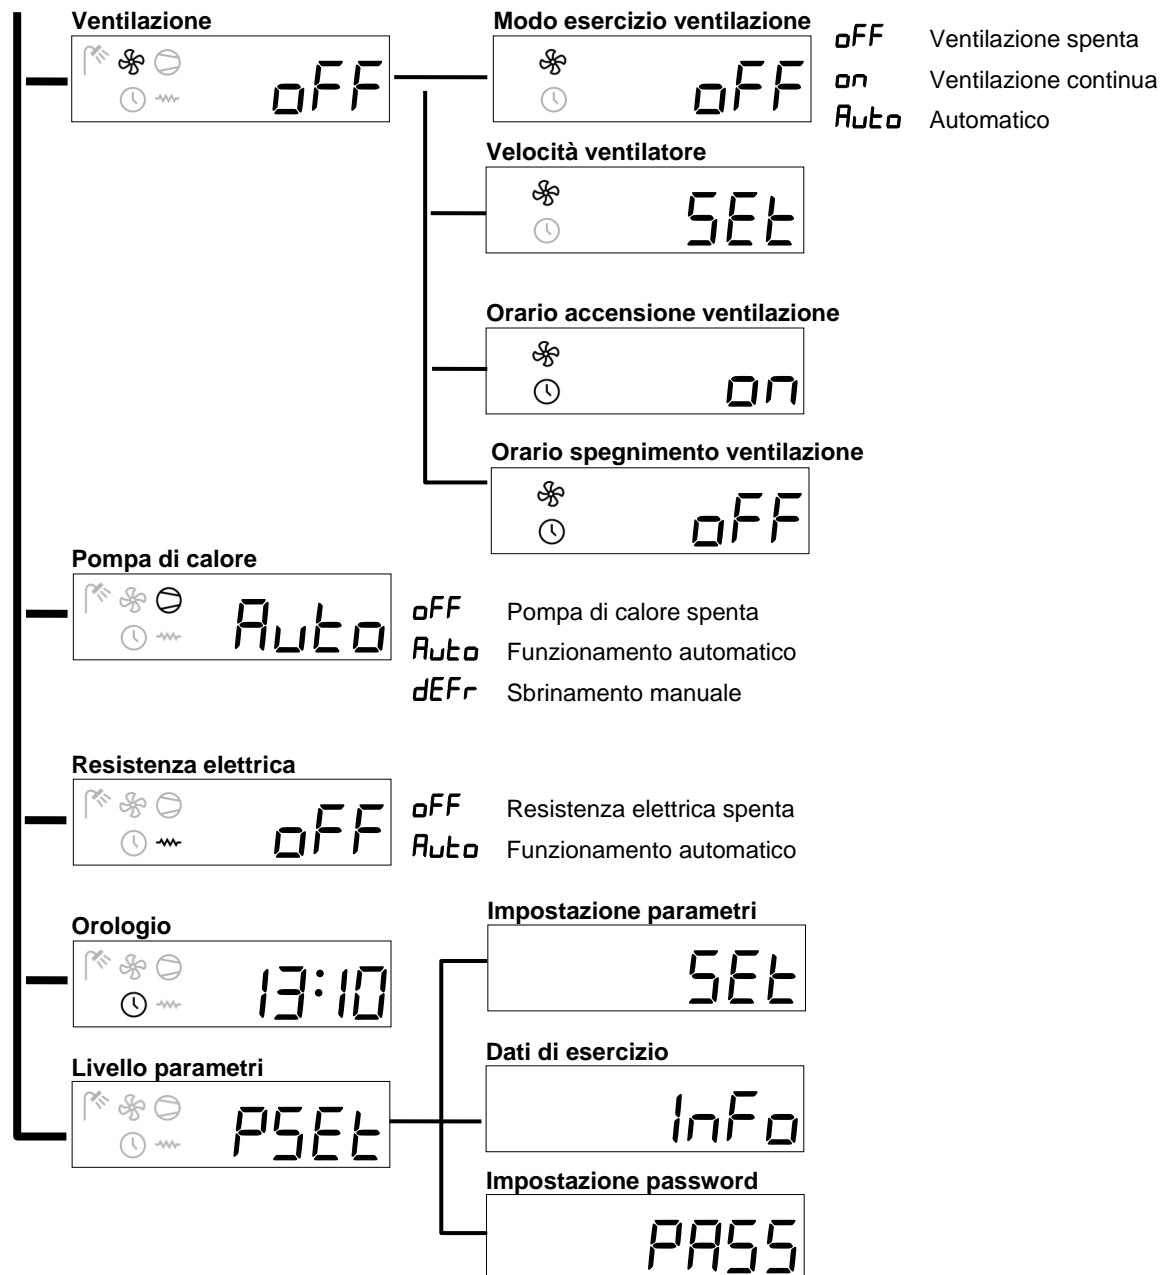 Ventilazione
oFF
Modo esercizio ventilazione
oFF
oFF Ventilazione spenta
on Ventilazione continua
Auto Automatico
Velocità ventilatore
SEt
Orario accensione ventilazione
on
Orario spegnimento ventilazione
oFF
Pompa di calore
Auto
oFF Pompa di calore spenta
Auto Funzionamento automatico
dEFr Sbrinamento manuale
Resistenza elettrica
oFF
oFF Resistenza elettrica spenta
Auto Funzionamento automatico
Orologio
13:10
Livello parametri
PSEt
Impostazione parametri
SEt
Dati di esercizio
InFo
Impostazione password
PASS